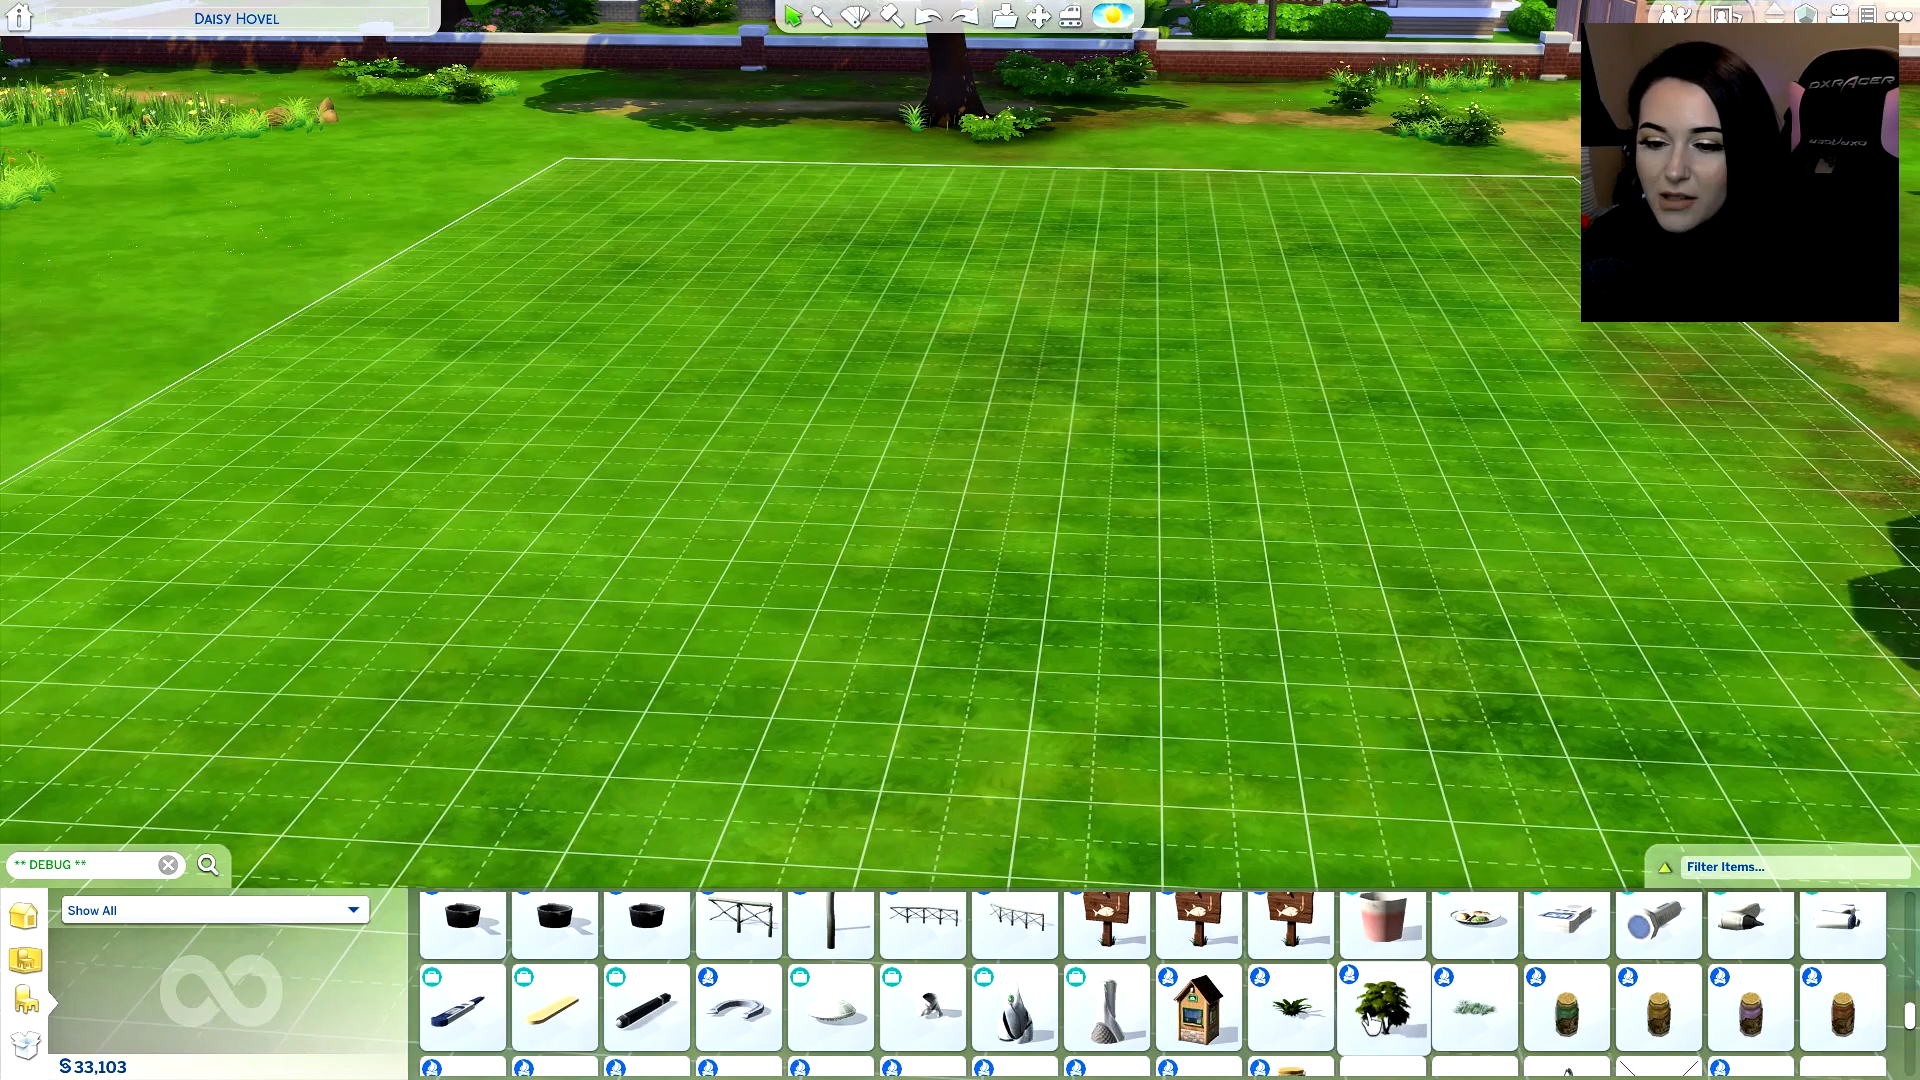 DAISY HOVEL
DXRACER
** DEBUG **
Filter Items...
Show All
§33,103